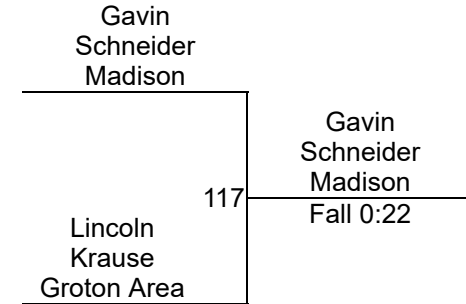 Gavin
Schneider
Madison
Gavin
Schneider
Madison
117
Fall 0:22
Lincoln
Krause
Groton Area